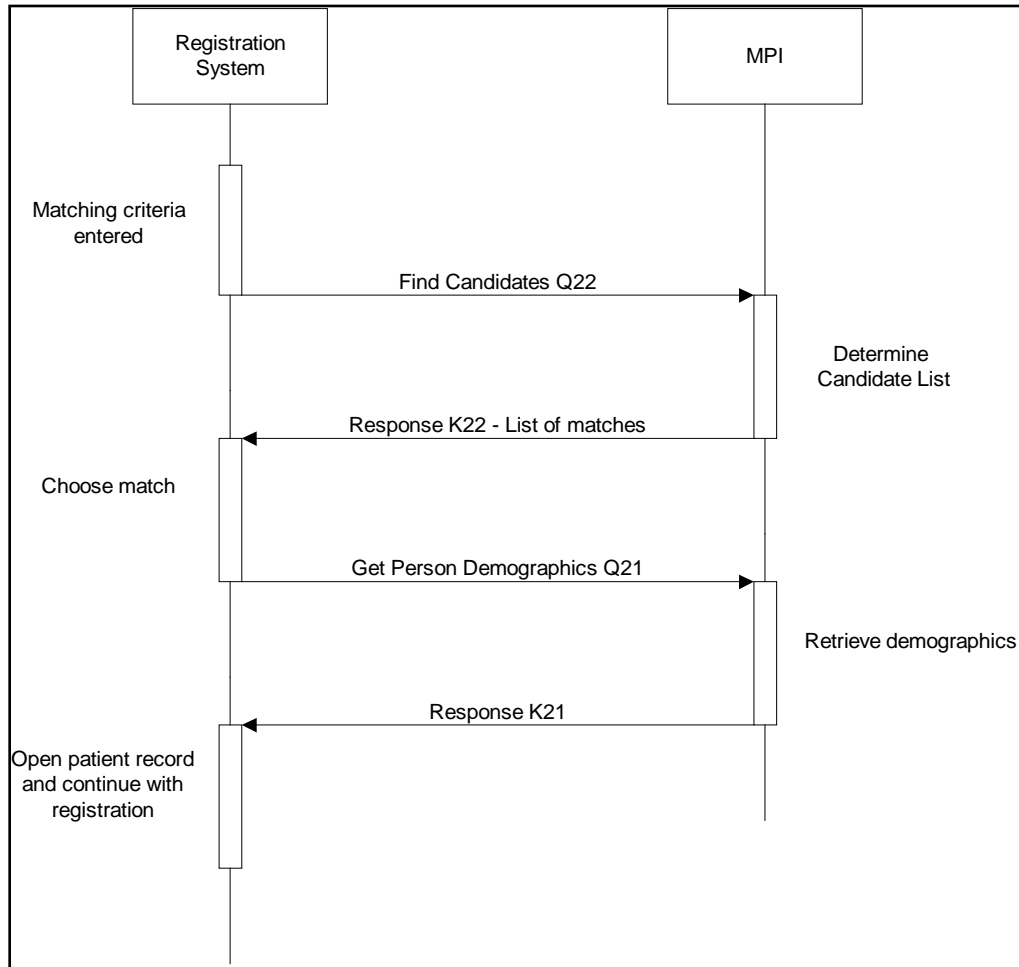 Registration
System
MPI
Matching criteria
entered
Find Candidates Q22
Determine
Candidate List
Response K22 - List of matches
Choose match
Get Person Demographics Q21
Retrieve demographics
Response K21
Open patient record
and continue with
registration